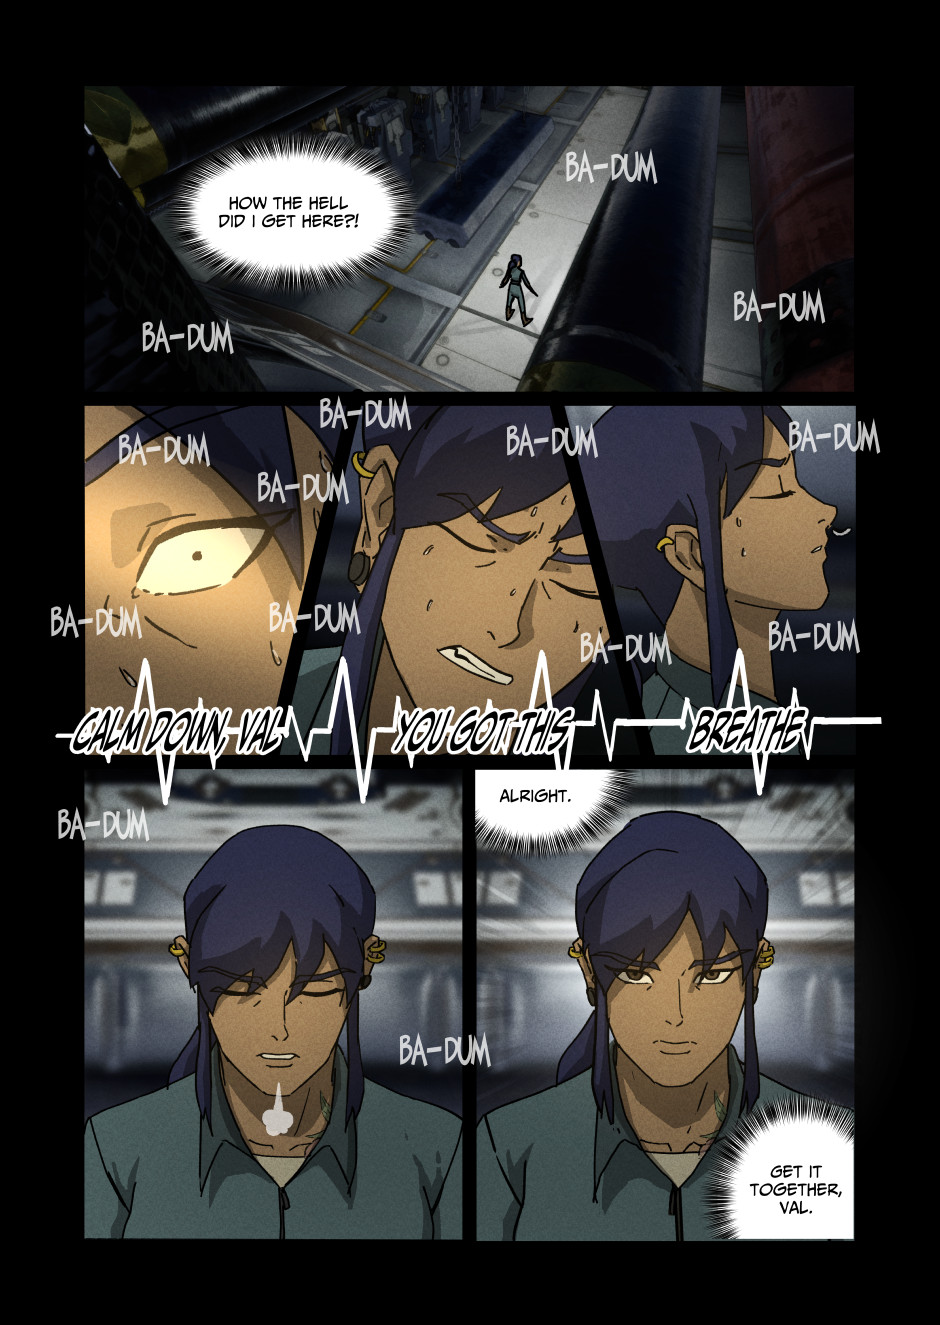 BA-DUM
HOW THE HELL
DID I GET HERE?!
BA-DUM
BA-DUM
BA-DUM
BA-DUM
BA-DUM
BA-DUM
BA-DUM
BA-DUM
BA-DUM
BA-DUM
BA-DUM
CALM DOWN, VAL
YOU GOT THIS
BREATHE
BA-DUM
BA-DUM
ALRIGHT.
GET IT
TOGETHER,
VAL.